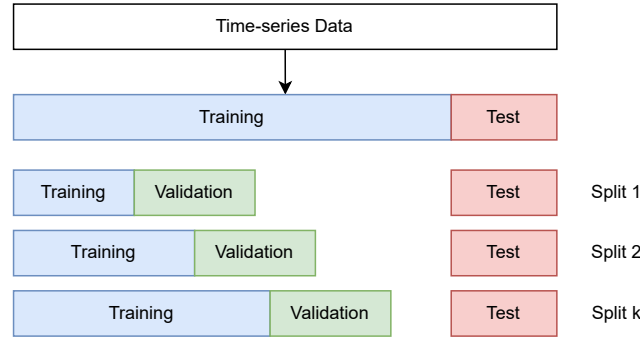 Time-series Data
Training Test
Training Validation Test Split 1
Training Validation Test Split 2
Training Validation Test Split k